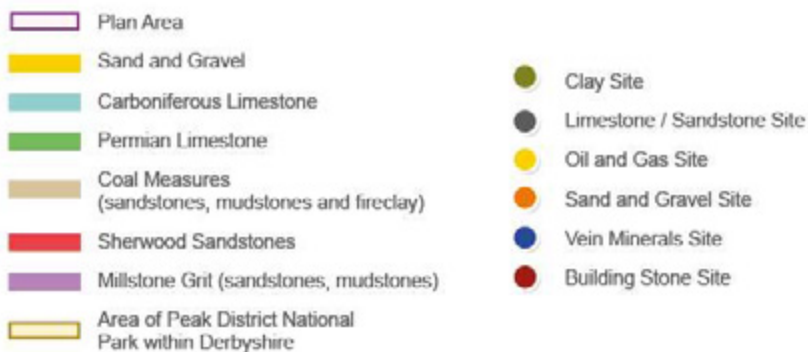 Plan Area
Sand and Gravel
Carboniferous Limestone
Permian Limestone
Coal Measures
(sandstones, mudstones and fireclay)
Sherwood Sandstones
Millstone Grit (sandstones, mudstones)
Area of Peak District National
Park within Derbyshire
Clay Site
Limestone / Sandstone Site
Oil and Gas Site
Sand and Gravel Site
Vein Minerals Site
Building Stone Site